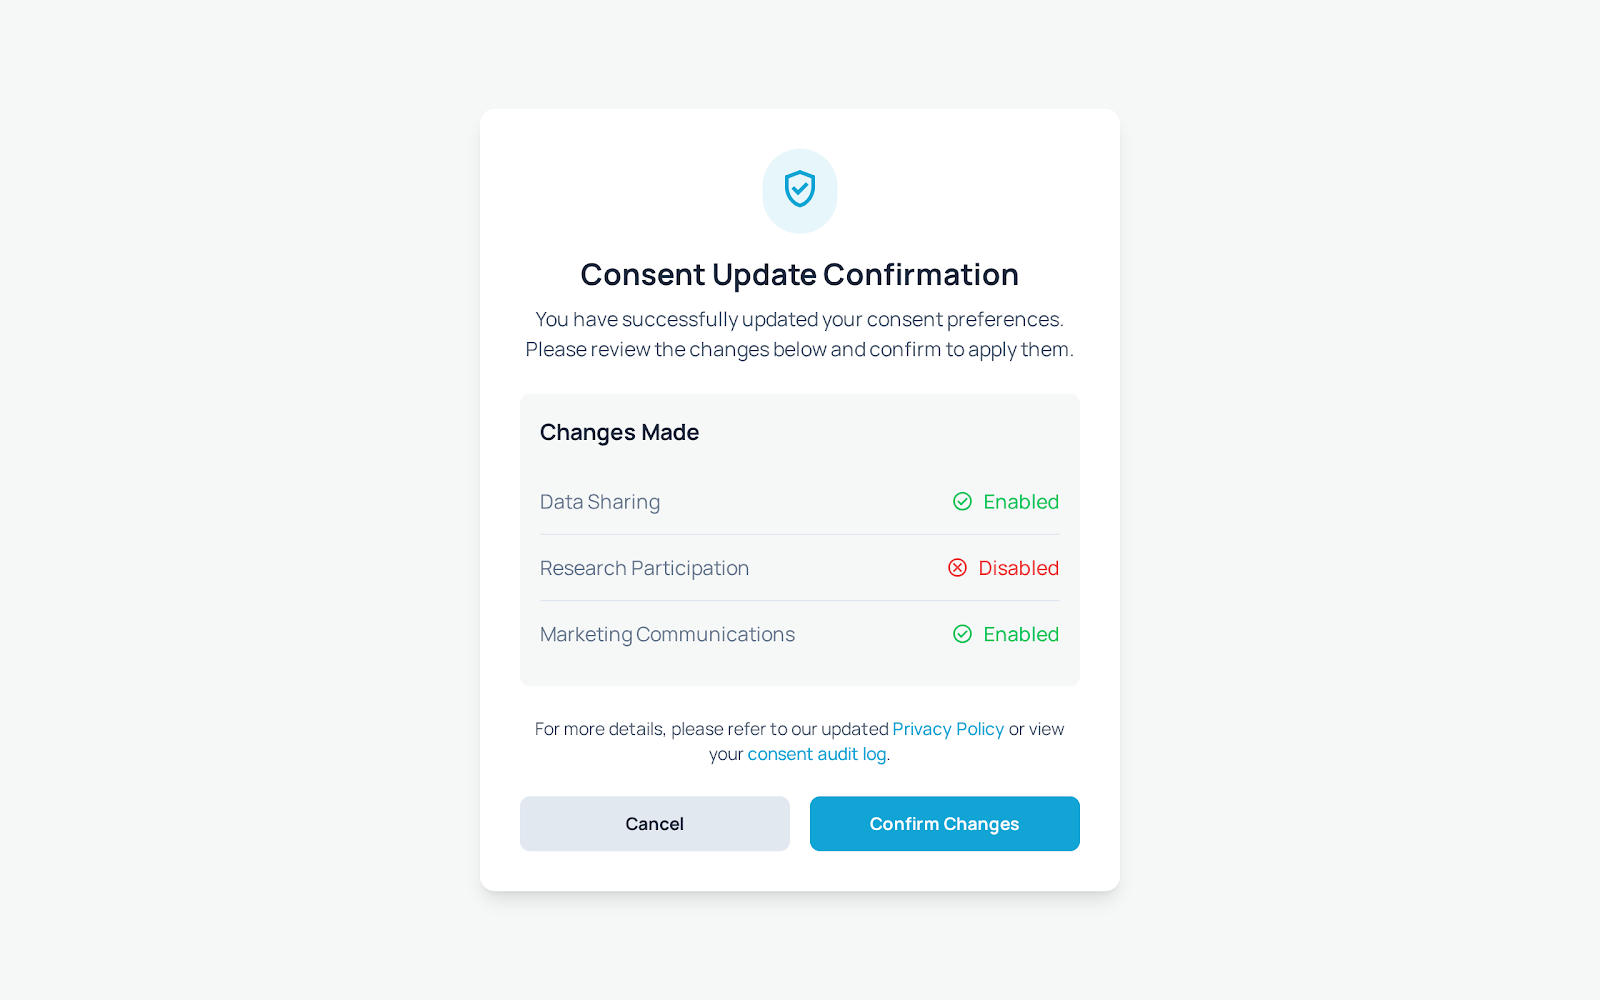 Consent Update Confirmation
You have successfully updated your consent preferences.
Please review the changes below and confirm to apply them.
Changes Made
Data Sharing Enabled
Research Participation Disabled
Marketing Communications Enabled
For more details, please refer to our updated Privacy Policy or view
your consent audit log.
Cancel Confirm Changes